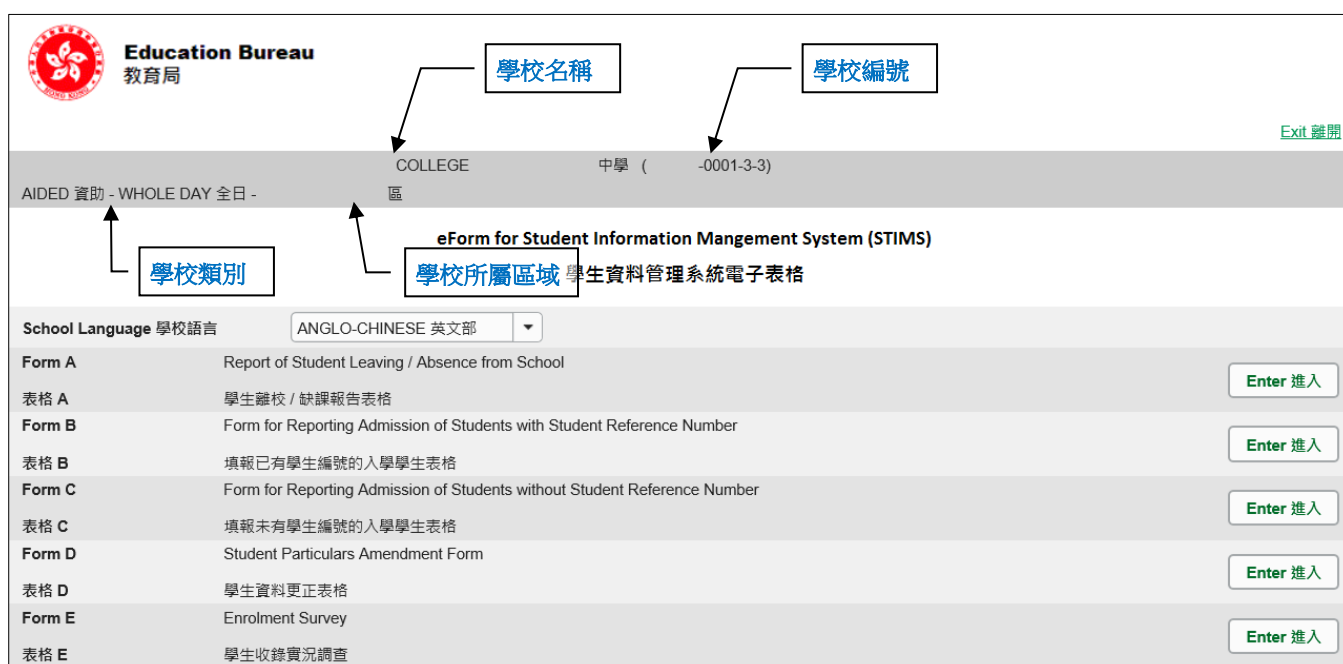 Education Bureau
教育局
學校名稱
學校編號
Exit 離開
COLLEGE 中學 ( -0001-3-3)
AIDED 資助 - WHOLE DAY 全日 - 區
eForm for Student Information Mangement System (STIMS)
學校類別
學校所屬區域
學生資料管理系統電子表格
School Language 學校語言 ANGLO-CHINESE 英文部
Form A Report of Student Leaving / Absence from School
Enter 進入
表格 A 學生離校 / 缺課報告表格
Form B Form for Reporting Admission of Students with Student Reference Number
Enter 進入
表格 B 填報已有學生編號的入學學生表格
Form C Form for Reporting Admission of Students without Student Reference Number
Enter 進入
表格 C 填報未有學生編號的入學學生表格
Form D Student Particulars Amendment Form
Enter 進入
表格 D 學生資料更正表格
Form E Enrolment Survey
Enter 進入
表格 E 學生收錄實況調查